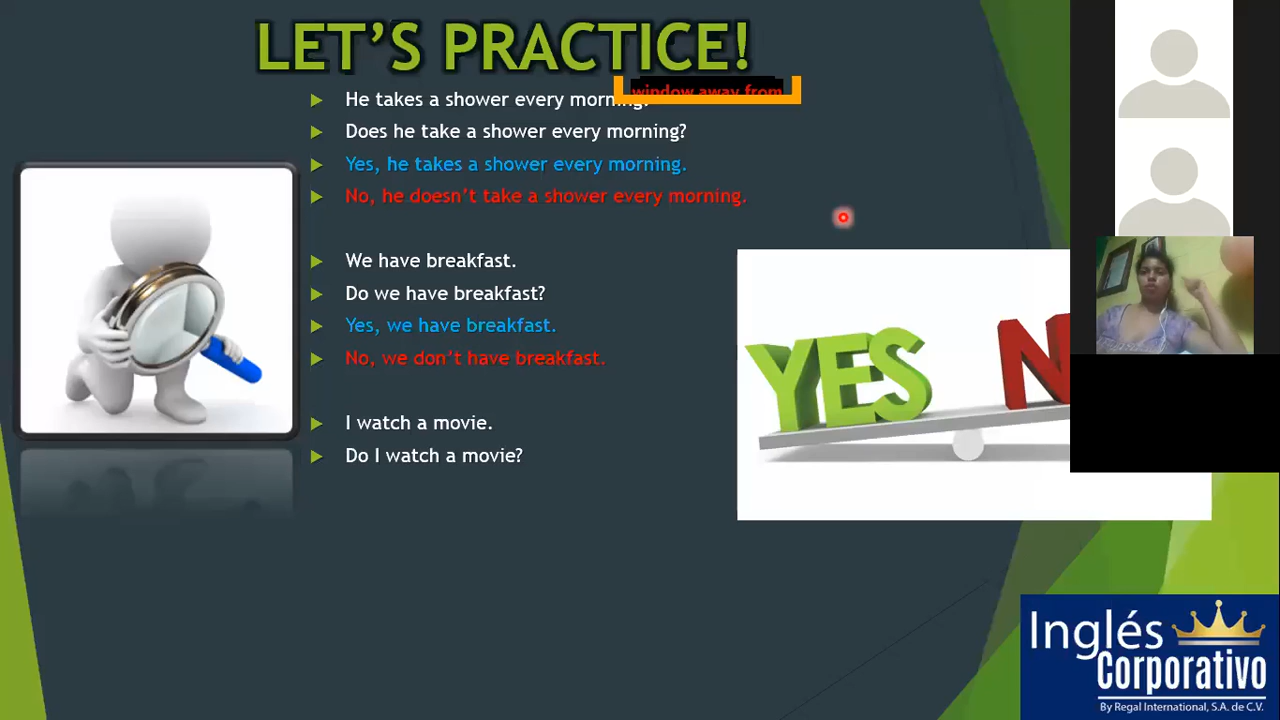 LET'S PRACTICE!
window away from
He takes a shower every morning.
Does he take a shower every morning?
Yes, he takes a shower every morning.
No, he doesn't take a shower every morning.
We have breakfast.
Do we have breakfast?
Yes, we have breakfast.
No, we don't have breakfast.
I watch a movie.
Do I watch a movie?
YES N
Inglés
Corporativo
By Regal International, S.A. de C.V.